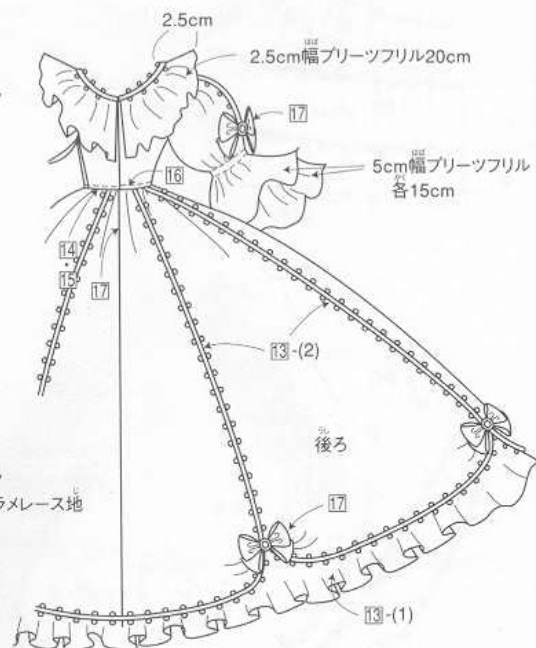 2.5cm
2.5cm幅プリーツフリル20cm
17
16
5cm幅プリーツフリル
各15cm
14
・
15
17
13-(2)
後ろ
ラメレース地
17
13-(1)